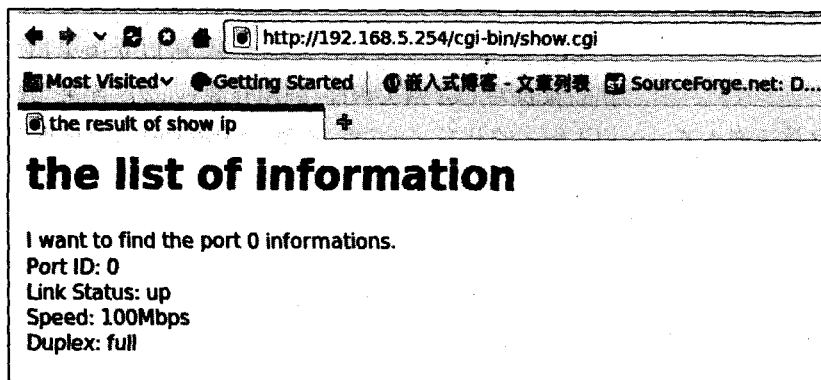 http://192.168.5.254/cgi-bin/show.cgi
Most Visited Getting Started 嵌入式博客 - 文章列表 SourceForge.net: D...
the result of show ip
the list of information
I want to find the port 0 informations.
Port ID: 0
Link Status: up
Speed: 100Mbps
Duplex: full